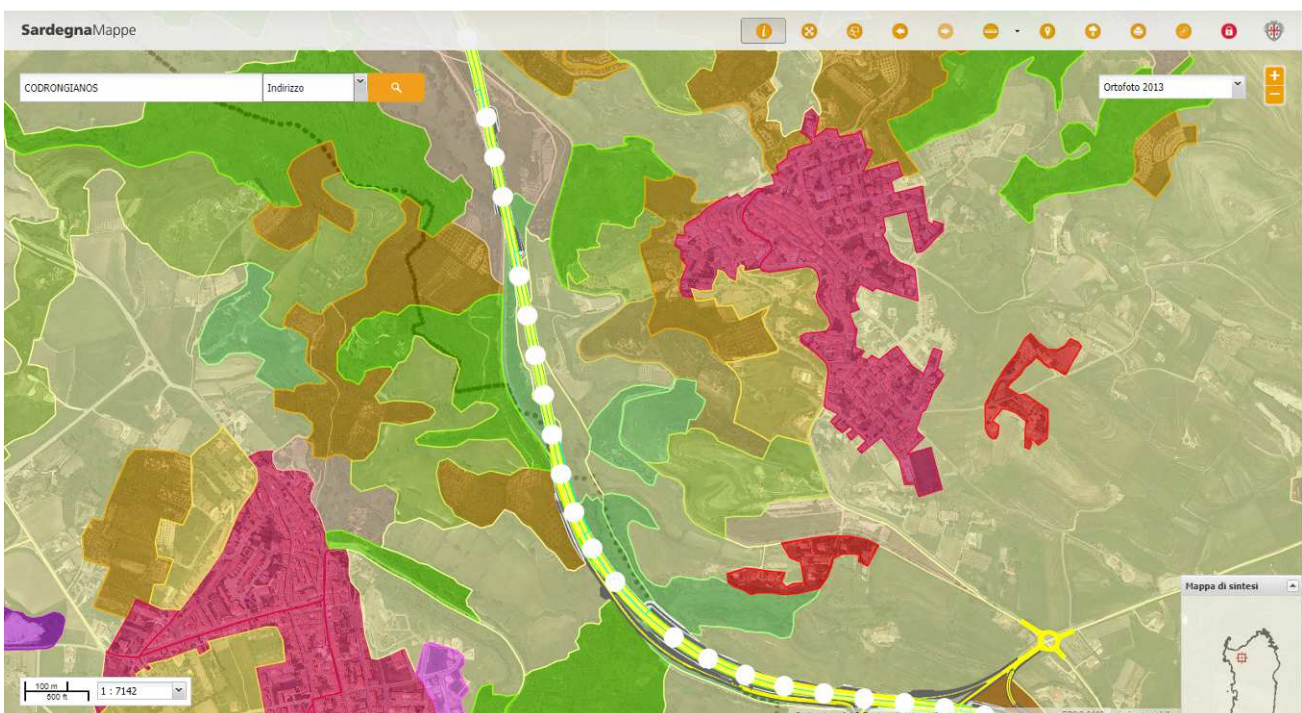 SardegnaMappe
CODRONGIANOS
Indirizzo
Ortofoto 2013
+
−
Mappa di sintesi
100 m
500 ft
1 : 7142